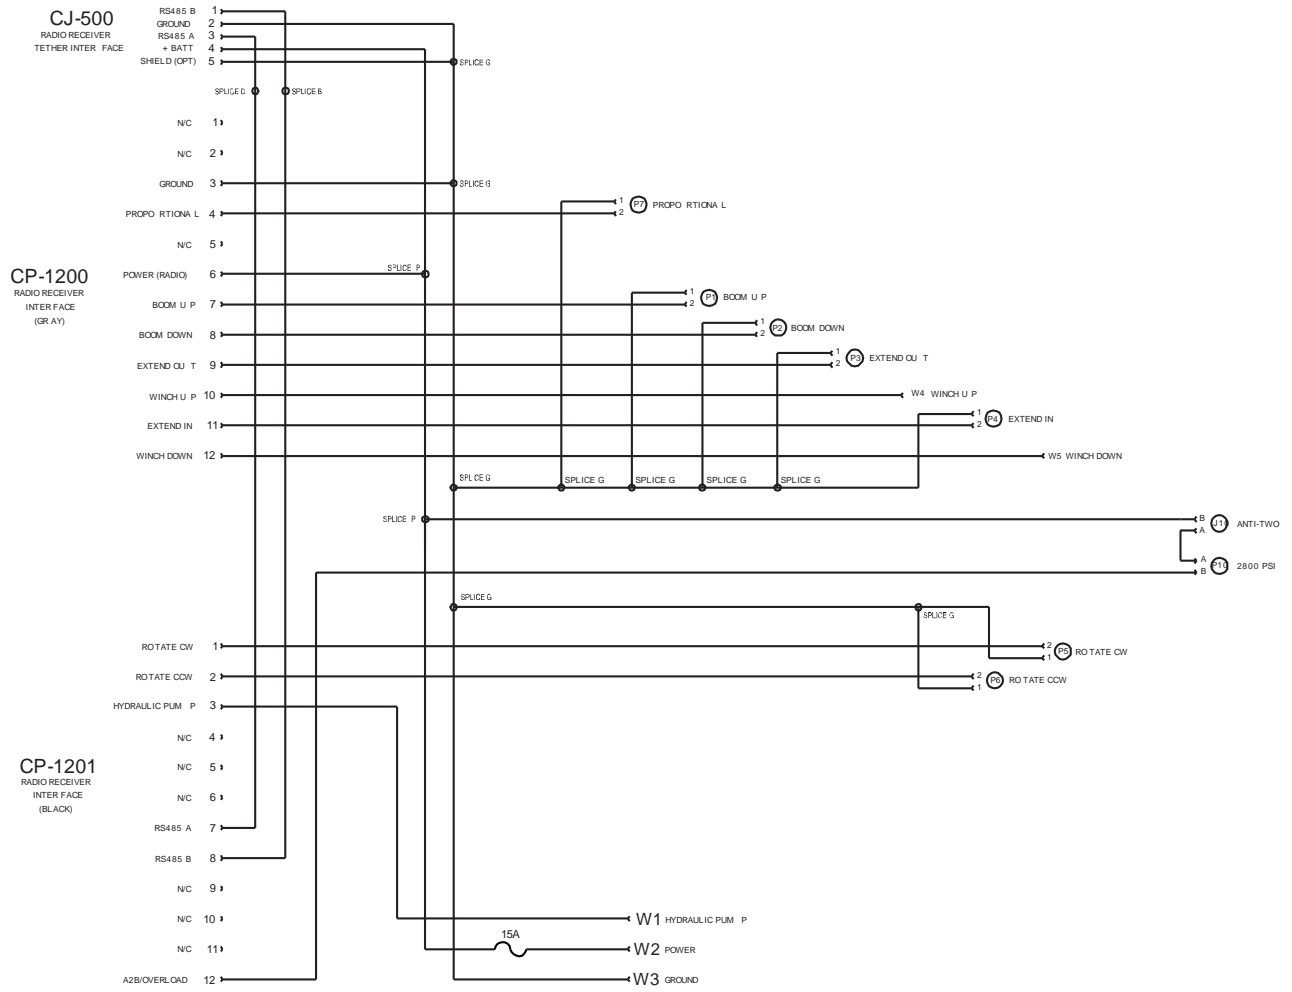 CJ-500
RADIO RECEIVER
TETHER INTER FACE
RS485 B 1
GROUND 2
RS485 A 3
+ BATT 4
SHIELD (OPT) 5
SPLICE G
SPLICE D
SPLICE B
N/C 1
N/C 2
GROUND 3
SPLICE G
PROPO RTIONA L 4
1
2
P7 PROPO RTIONA L
N/C 5
CP-1200
RADIO RECEIVER
INTER FACE
(GR AY)
POWER (RADIO) 6
SPLICE P
BOOM U P 7
1
2
P1 BOOM U P
BOOM DOWN 8
1
2
P2 BOOM DOWN
EXTEND OU T 9
1
2
P3 EXTEND OU T
WINCH U P 10
W4 WINCH U P
EXTEND IN 11
1
2
P4 EXTEND IN
WINCH DOWN 12
W5 WINCH DOWN
SPLICE G
SPLICE G
SPLICE G
SPLICE G
SPLICE G
SPLICE P
B
A
J11 ANTI-TWO
A
B
P10 2800 PSI
SPLICE G
SPLICE G
ROTATE CW 1
2
1
P5 RO TATE CW
ROTATE CCW 2
2
1
P6 RO TATE CCW
HYDRAULIC PUM P 3
N/C 4
CP-1201
RADIO RECEIVER
INTER FACE
(BLACK)
N/C 5
N/C 6
RS485 A 7
RS485 B 8
N/C 9
N/C 10
W1 HYDRAULIC PUM P
15A
N/C 11
W2 POWER
A2B/OVERLOAD 12
W3 GROUND